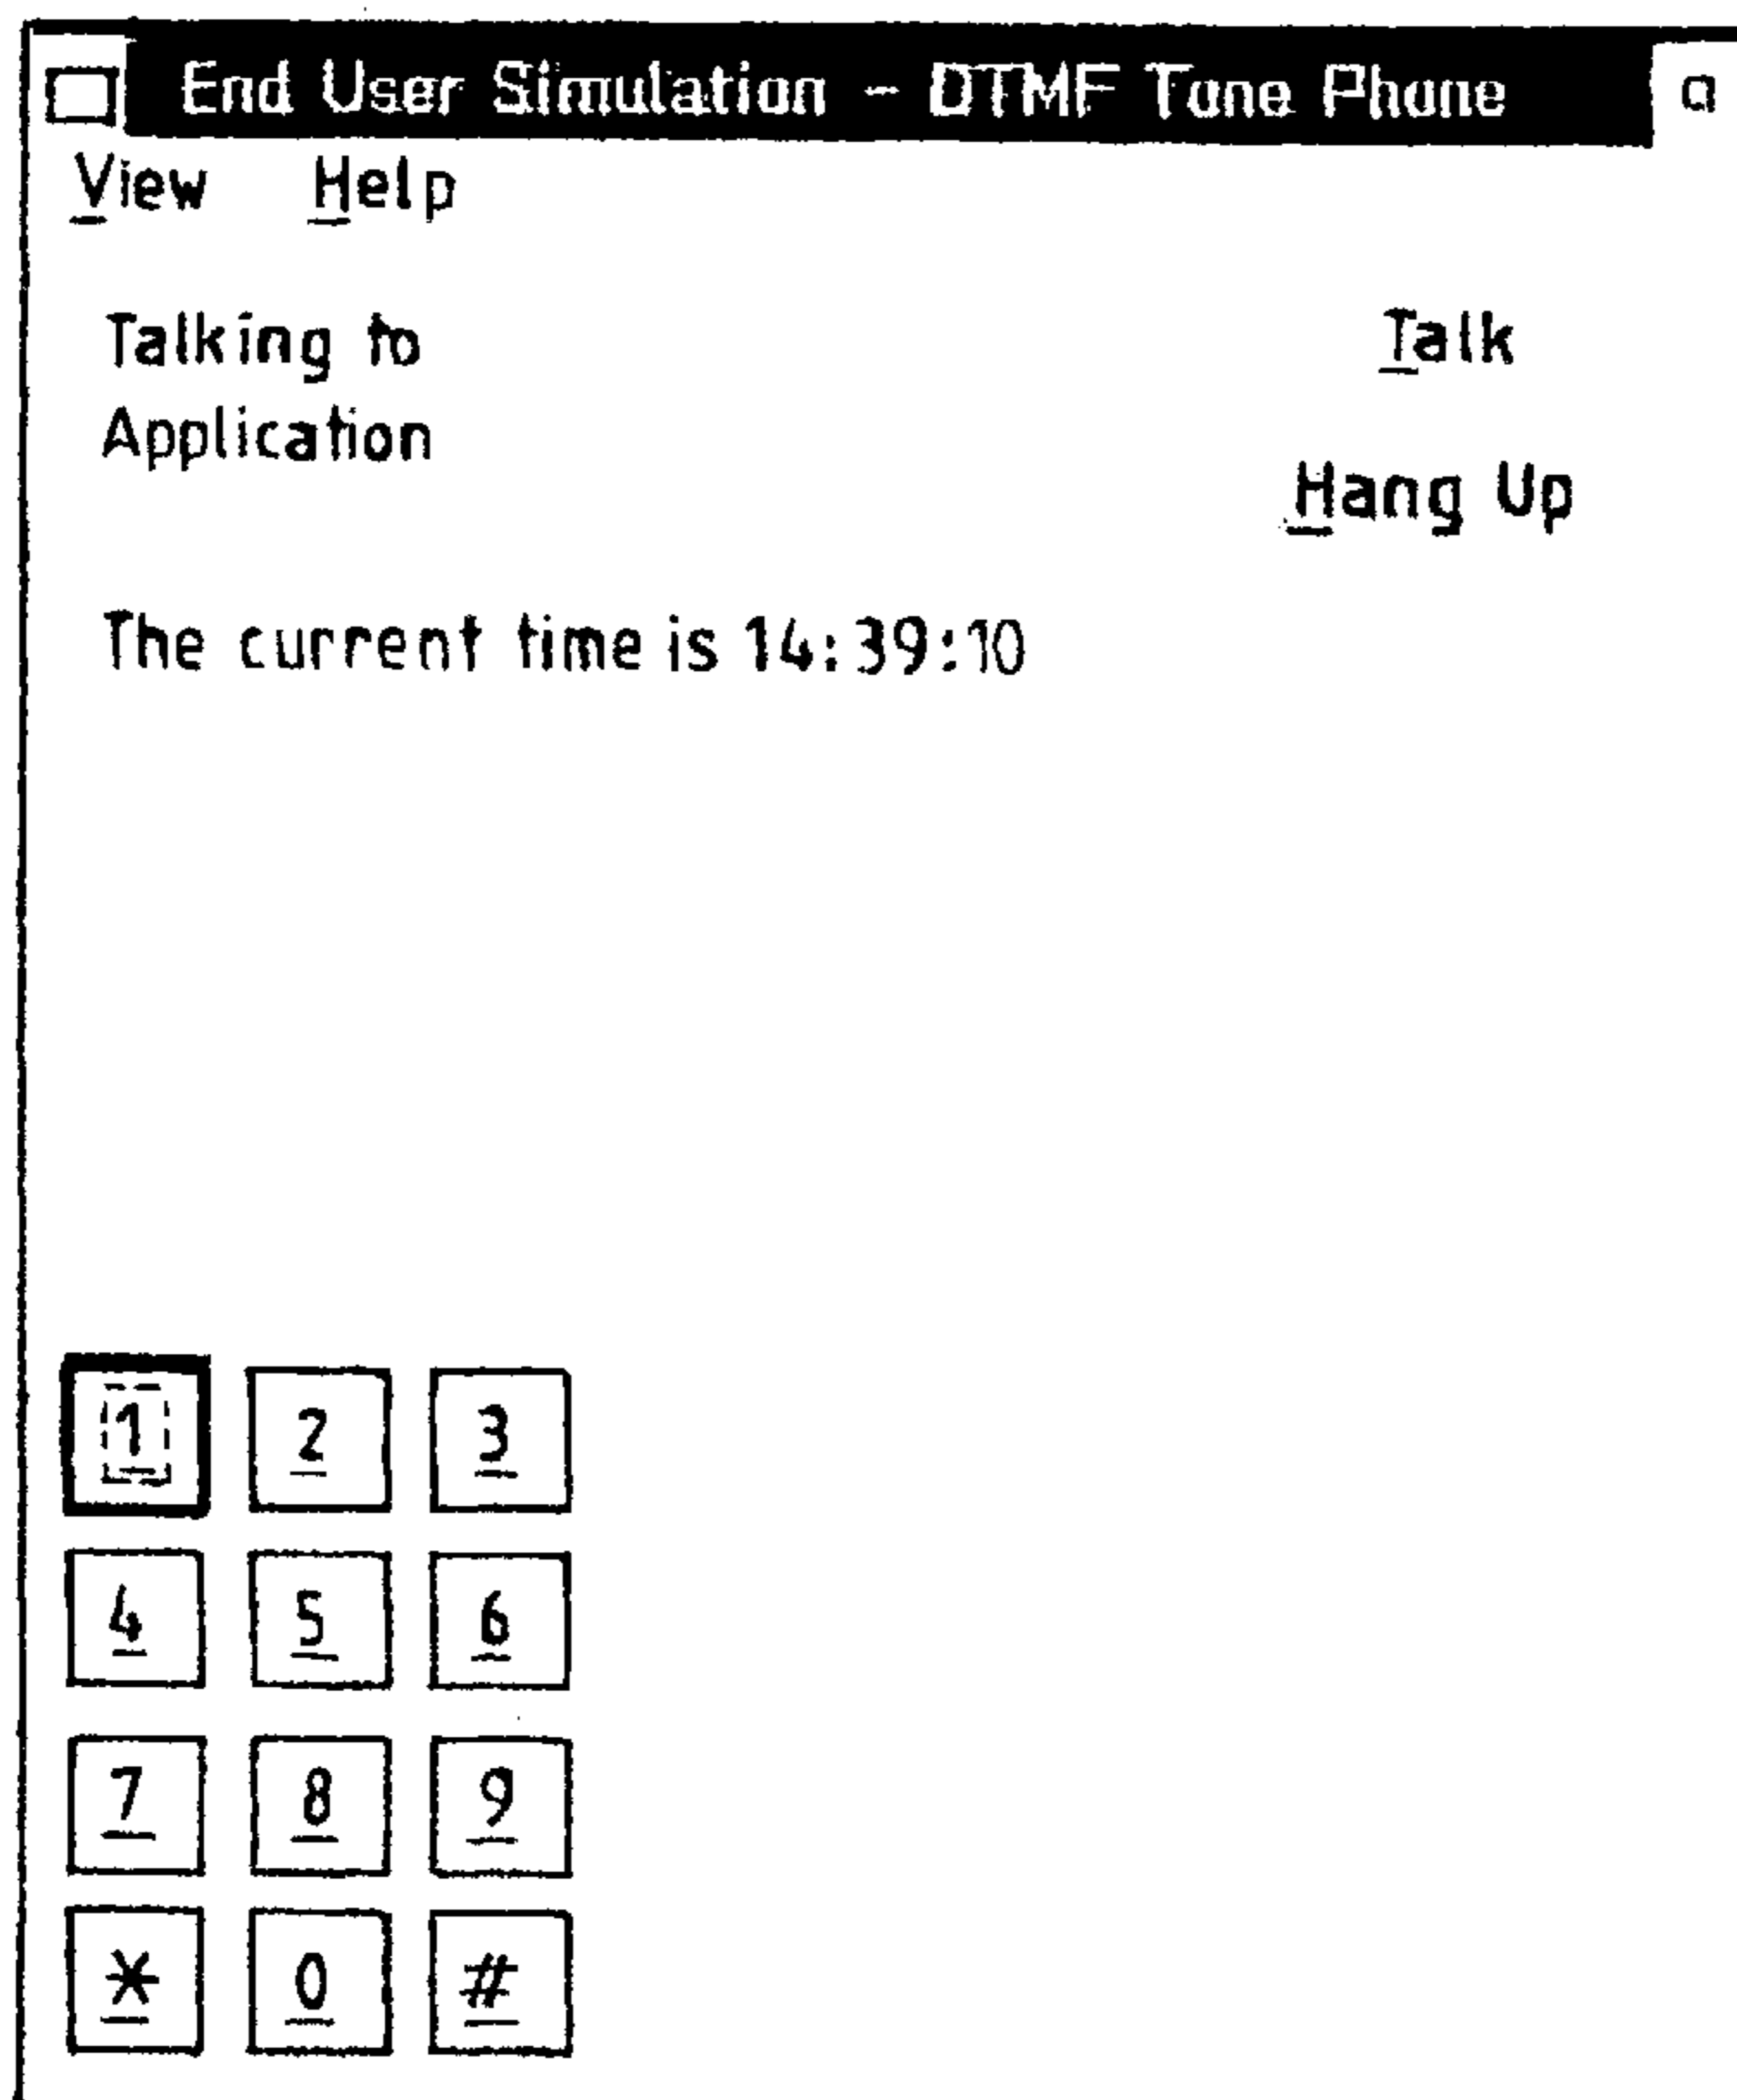 End User Simulation - DTMF Tone Phone
View Help
Talking to
Application
Talk
Hang Up
The current time is 14:39:10
1 2 3
4 5 6
7 8 9
* 0 #